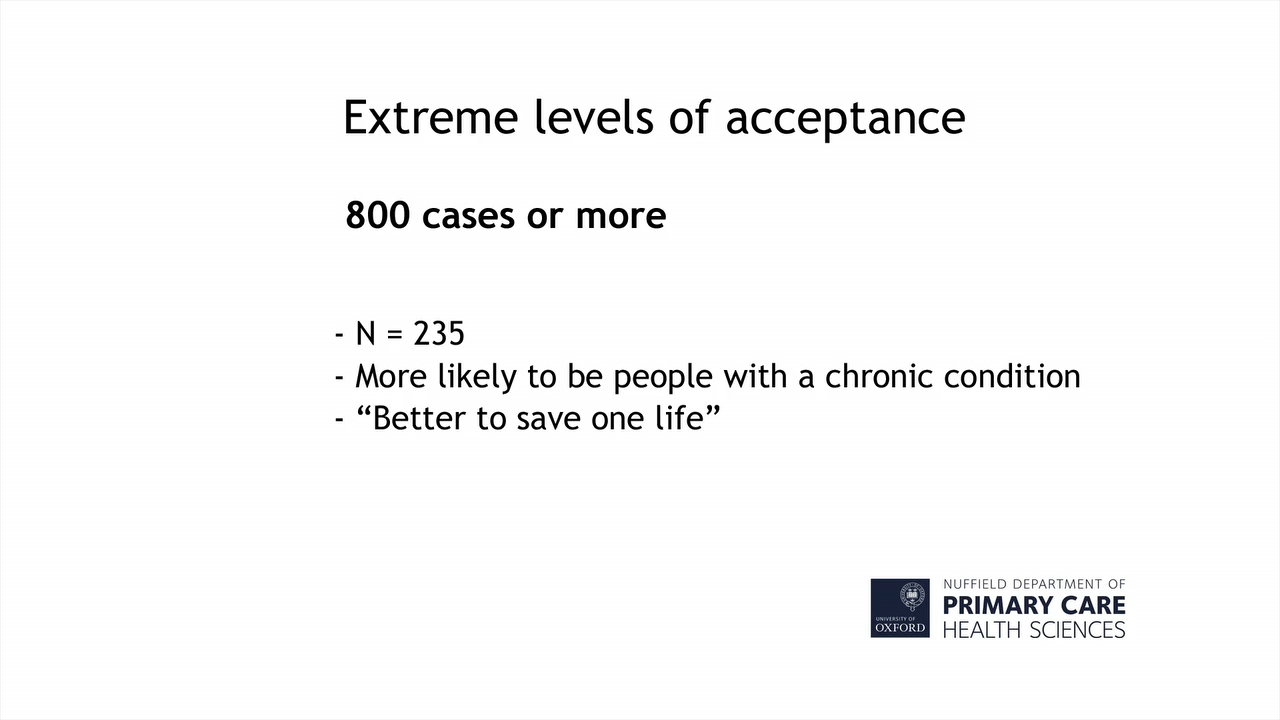 Extreme levels of acceptance
800 cases or more
- N = 235
- More likely to be people with a chronic condition
- “Better to save one life”
UNIVERSITY OF
OXFORD
NUFFIELD DEPARTMENT OF
PRIMARY CARE
HEALTH SCIENCES